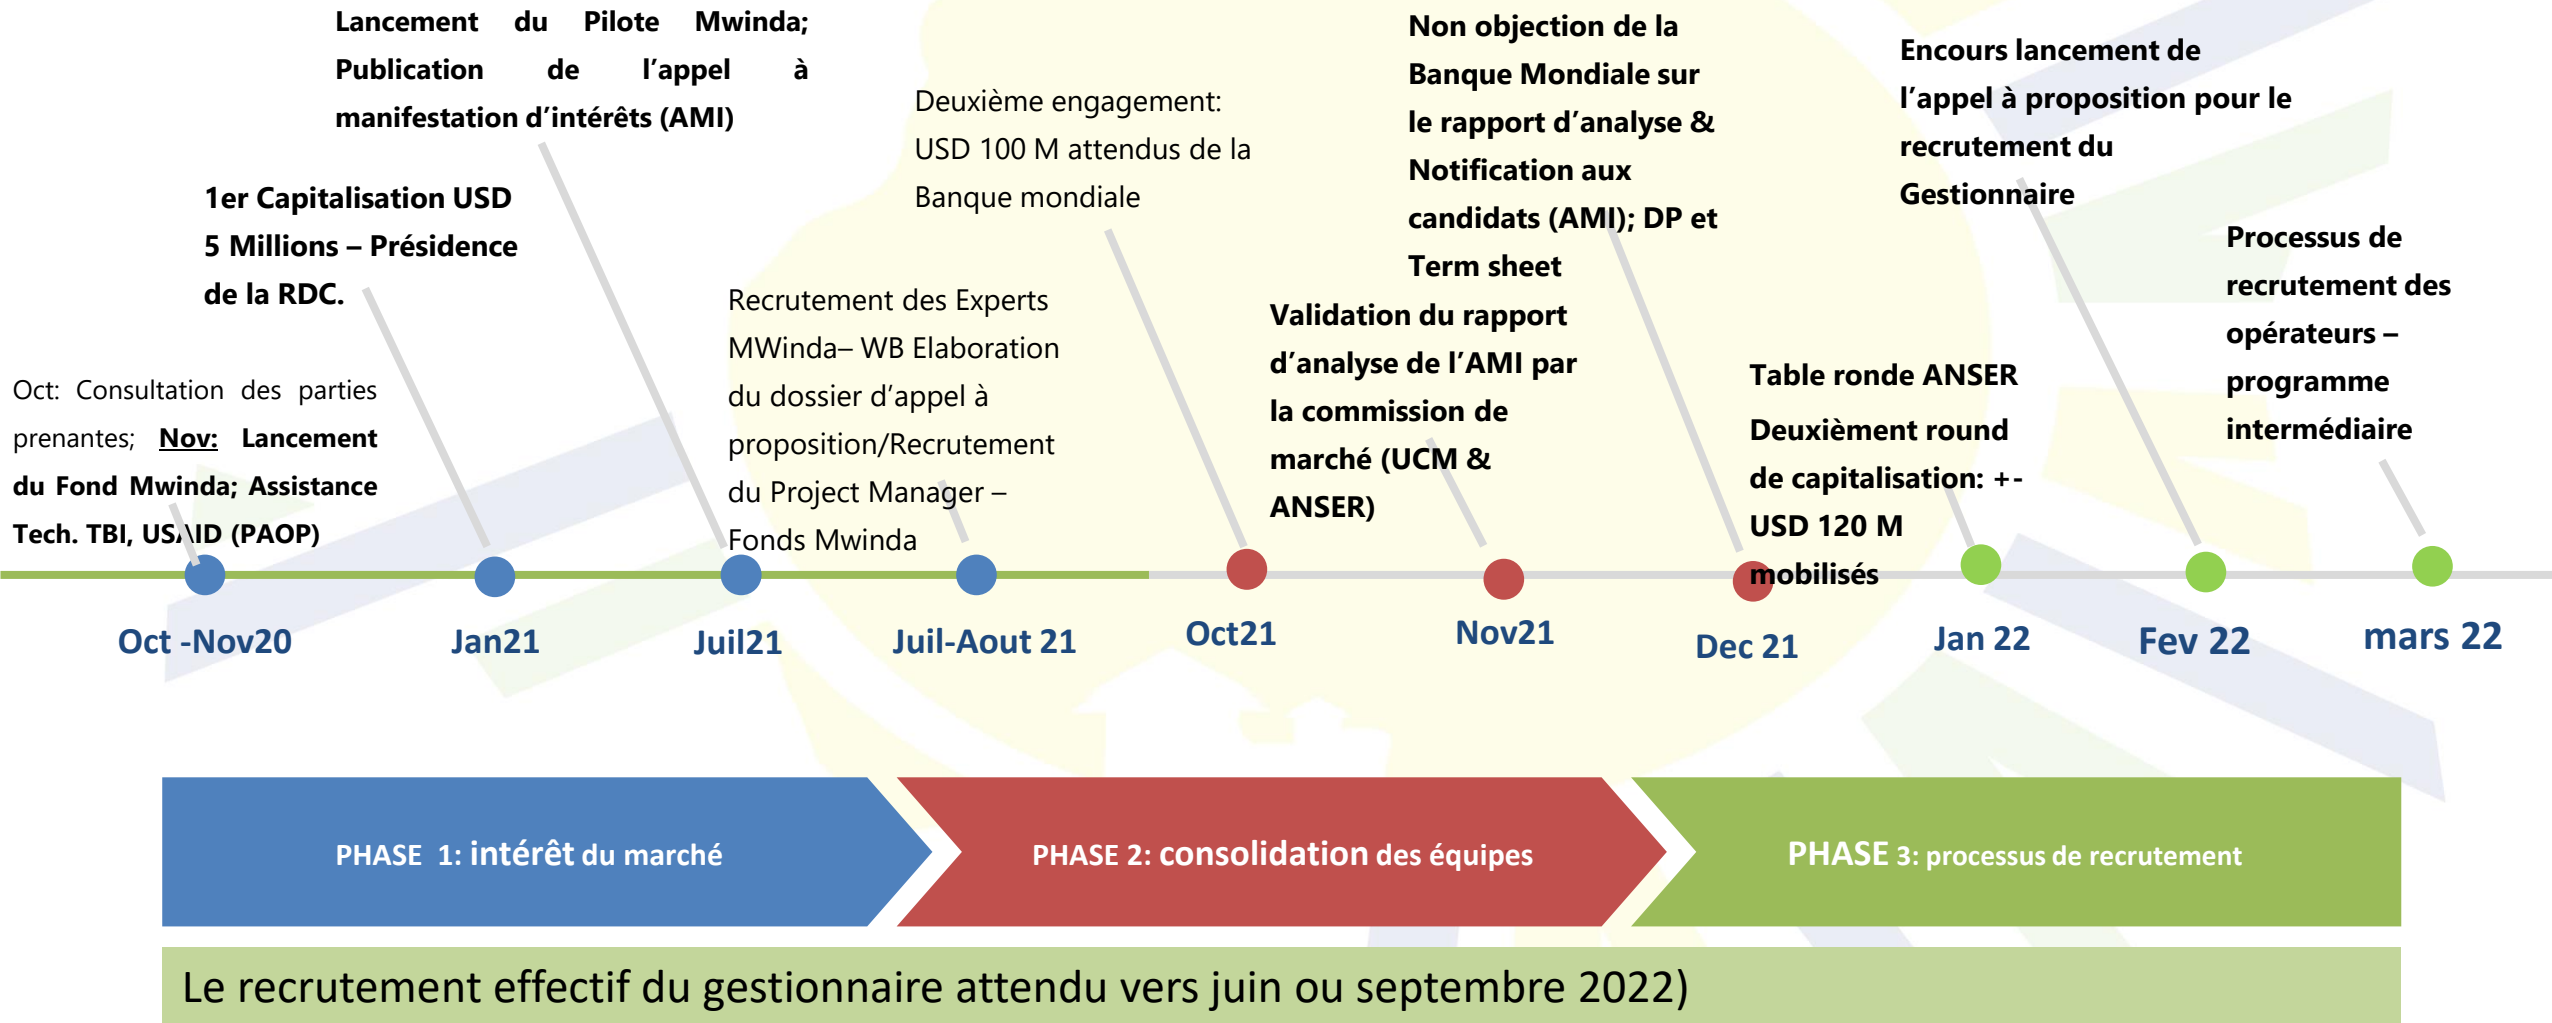 Lancement du Pilote Mwinda;
Publication de l'appel à
manifestation d'intérêts (AMI)
1er Capitalisation USD
5 Millions – Présidence
de la RDC.
Oct: Consultation des parties
prenantes; Nov: Lancement
du Fond Mwinda; Assistance
Tech. TBI, USAID (PAOP)
Deuxième engagement:
USD 100 M attendus de la
Banque mondiale
Recrutement des Experts
MWinda– WB Elaboration
du dossier d'appel à
proposition/Recrutement
du Project Manager –
Fonds Mwinda
Non objection de la
Banque Mondiale sur
le rapport d'analyse &
Notification aux
candidats (AMI); DP et
Term sheet
Validation du rapport
d'analyse de l'AMI par
la commission de
marché (UCM &
ANSER)
Encours lancement de
l'appel à proposition pour le
recrutement du
Gestionnaire
Table ronde ANSER
Deuxièment round
de capitalisation: +-
USD 120 M
mobilisés
Processus de
recrutement des
opérateurs –
programme
intermédiaire
Oct -Nov20
Jan21
Juil21
Juil-Aout 21
Oct21
Nov21
Dec 21
Jan 22
Fev 22
mars 22
PHASE 1: intérêt du marché
PHASE 2: consolidation des équipes
PHASE 3: processus de recrutement
Le recrutement effectif du gestionnaire attendu vers juin ou septembre 2022)